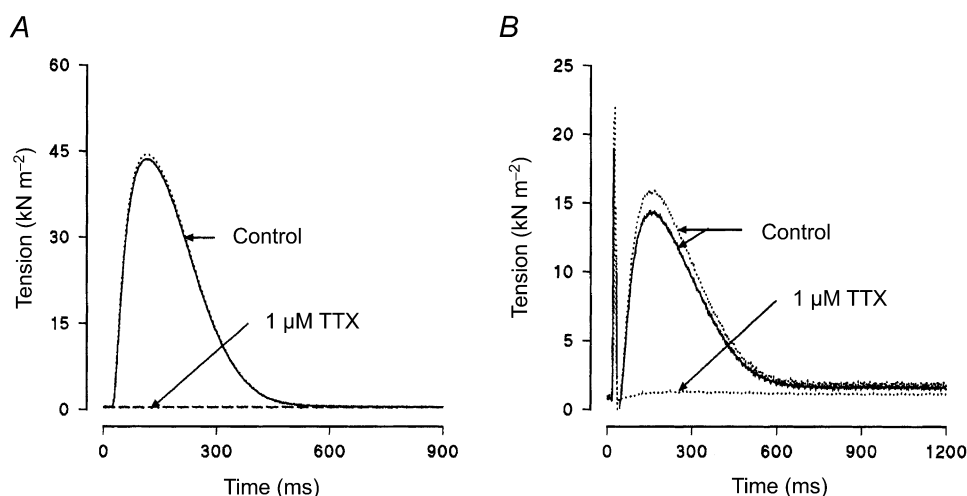 A
B
60
45
30
15
0
Tension (kN m⁻²)
Control
1 µM TTX
0
300
600
900
Time (ms)
25
20
15
10
5
0
Tension (kN m⁻²)
Control
1 µM TTX
0
300
600
900
1200
Time (ms)